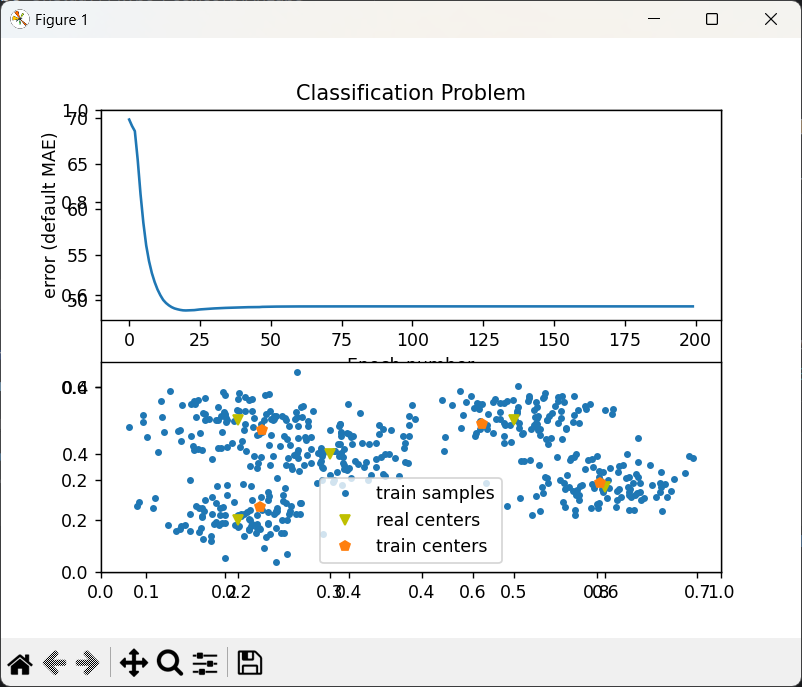 Figure 1
Classification Problem
1.0
70
65
0.8
60
55
0.6
50
error (default MAE)
0 25 50 75 100 125 150 175 200
Epoch number
0.4
0.4
0.2
0.2
0.0
train samples
real centers
train centers
0.0 0.1 0.2 0.2 0.3 0.4 0.4 0.6 0.5 0.8 0.6 0.7 1.0